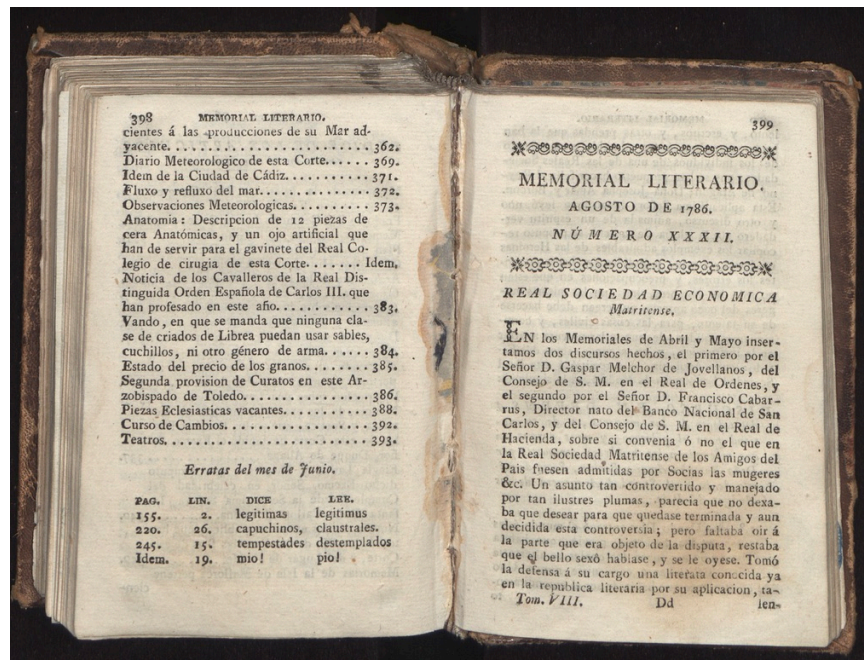 398 MEMORIAL LITERARIO.
cientes á las producciones de su Mar ad-
yacente. . . . . . . . . . . . . . . . . . . . . . . . 362.
Diario Meteorologico de esta Corte. . . . . . 369.
Idem de la Ciudad de Cádiz. . . . . . . . . . . . 371.
Fluxo y refluxo del mar. . . . . . . . . . . . . . 372.
Observaciones Meteorologicas. . . . . . . . . . 373.
Anatomia: Descripcion de 12 piezas de
cera Anatómicas, y un ojo artificial que
han de servir para el gavinete del Real Co-
legio de cirugia de esta Corte. . . . . . . Idem.
Noticia de los Cavalleros de la Real Dis-
tinguida Orden Española de Carlos III. que
han profesado en este año. . . . . . . . . . . . 383.
Vando, en que se manda que ninguna cla-
se de criados de Librea puedan usar sables,
cuchillos, ni otro género de arma. . . . . . 384.
Estado del precio de los granos. . . . . . . . 385.
Segunda provision de Curatos en este Ar-
zobispado de Toledo. . . . . . . . . . . . . . . . 386.
Piezas Eclesiasticas vacantes. . . . . . . . . . 388.
Curso de Cambios. . . . . . . . . . . . . . . . . . 392.
Teatros. . . . . . . . . . . . . . . . . . . . . . . . . 393.
Erratas del mes de Junio.
PAG. LIN. DICE LEE.
155. 2. legitimas legitimus
220. 26. capuchinos, claustrales.
245. 15. tempestades destemplados
Idem. 19. mio! pio!
399
MEMORIAL LITERARIO.
AGOSTO DE 1786.
NÚMERO XXXII.
REAL SOCIEDAD ECONOMICA
Matritense.
EN los Memoriales de Abril y Mayo inser-
tamos dos discursos hechos, el primero por el
Señor D. Gaspar Melchor de Jovellanos, del
Consejo de S. M. en el Real de Ordenes, y
el segundo por el Señor D. Francisco Cabar-
rus, Director nato del Banco Nacional de San
Carlos, y del Consejo de S. M. en el Real de
Hacienda, sobre si convenia ó no el que en
la Real Sociedad Matritense de los Amigos del
Pais fuesen admitidas por Socias las mugeres
&c. Un asunto tan controvertido y manejado
por tan ilustres plumas, parecia que no dexa-
ba que desear para que quedase terminada y aun
decidida esta controversia; pero faltaba oir á
la parte que era objeto de la disputa, restaba
que el bello sexô hablase, y se le oyese. Tomó
la defensa á su cargo una literata conocida ya
en la republica literaria por su aplicacion, ta-
Tom. VIII. Dd len-